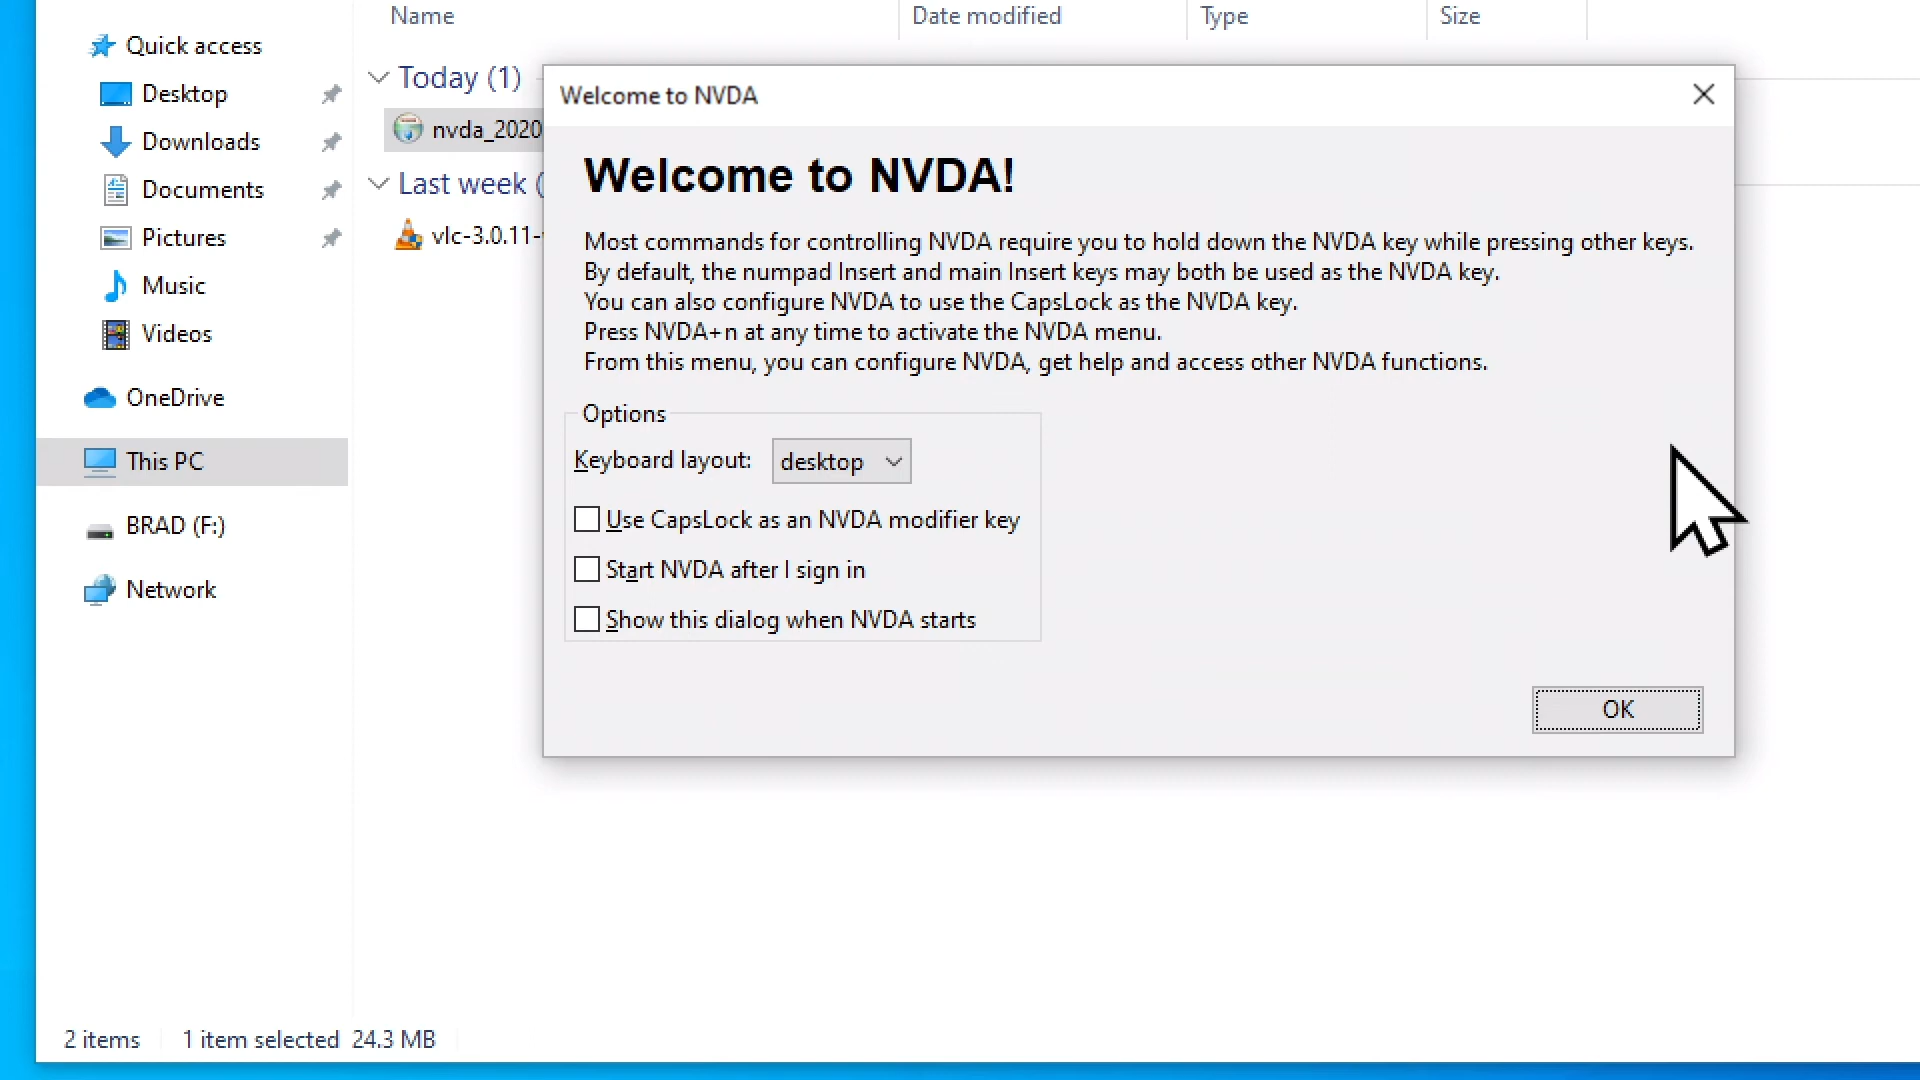 Name
Date modified
Type
Size
Quick access
Desktop
Downloads
Documents
Pictures
Music
Videos
OneDrive
This PC
BRAD (F:)
Network
Today (1)
nvda_2020
Last week (
vlc-3.0.11-
Welcome to NVDA
Welcome to NVDA!
Most commands for controlling NVDA require you to hold down the NVDA key while pressing other keys.
By default, the numpad Insert and main Insert keys may both be used as the NVDA key.
You can also configure NVDA to use the CapsLock as the NVDA key.
Press NVDA+n at any time to activate the NVDA menu.
From this menu, you can configure NVDA, get help and access other NVDA functions.
Options
Keyboard layout: desktop
Use CapsLock as an NVDA modifier key
Start NVDA after I sign in
Show this dialog when NVDA starts
OK
2 items 1 item selected 24.3 MB